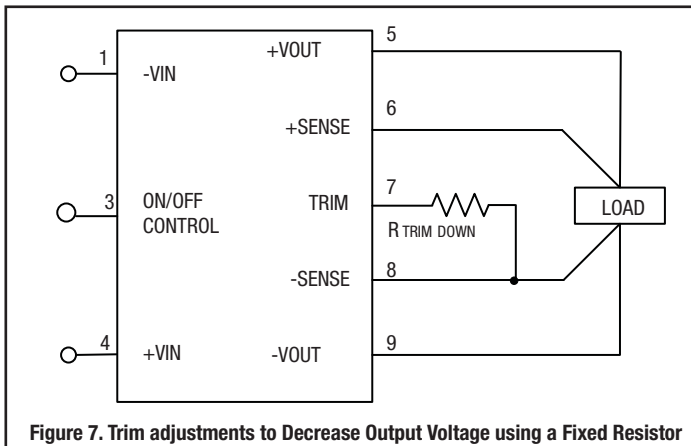 +VOUT
5
1
-VIN
6
+SENSE
3
ON/OFF
CONTROL
TRIM
7
R TRIM DOWN
LOAD
8
-SENSE
4
+VIN
-VOUT
9
Figure 7. Trim adjustments to Decrease Output Voltage using a Fixed Resistor